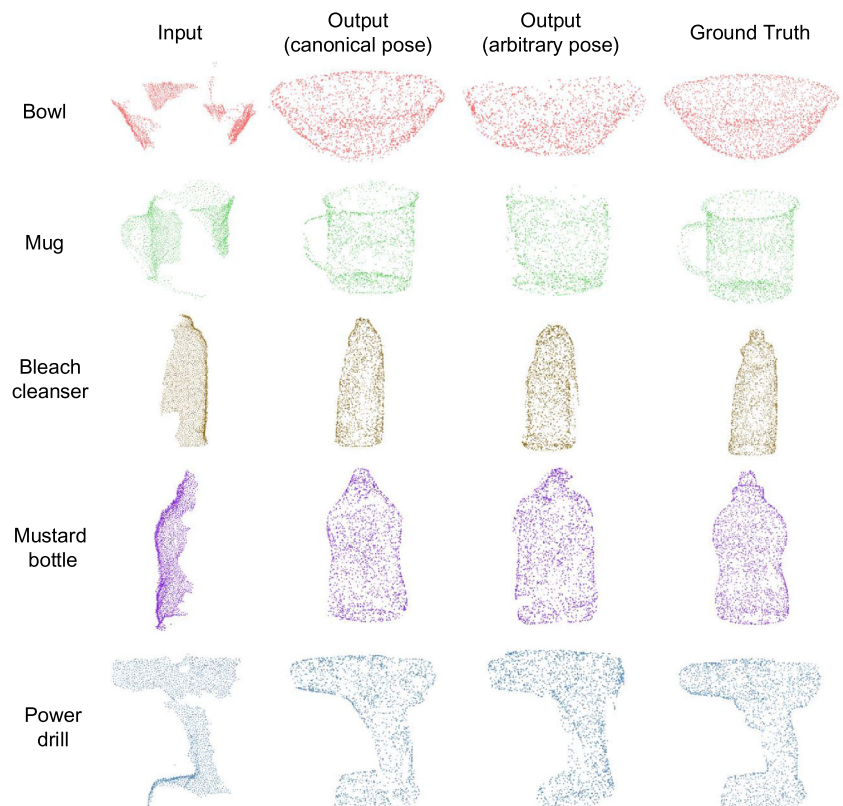 Input
Output
(canonical pose)
Output
(arbitrary pose)
Ground Truth
Bowl
Mug
Bleach
cleanser
Mustard
bottle
Power
drill